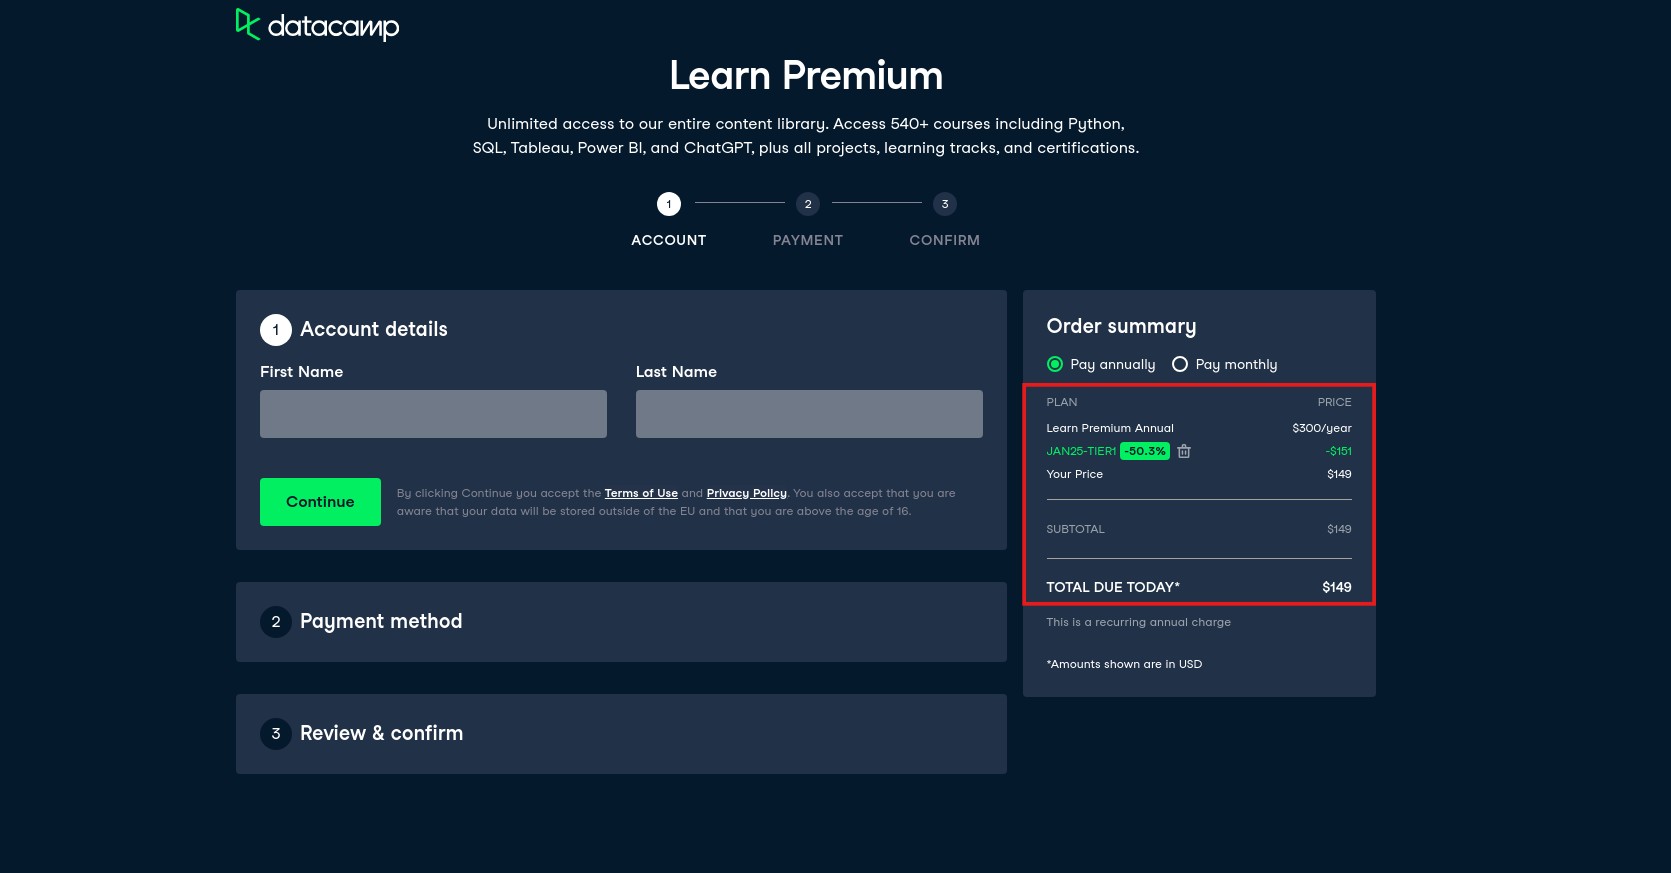 datacamp
Learn Premium
Unlimited access to our entire content library. Access 540+ courses including Python,
SQL, Tableau, Power BI, and ChatGPT, plus all projects, learning tracks, and certifications.
1 2 3
ACCOUNT PAYMENT CONFIRM
1 Account details
First Name Last Name
Continue
By clicking Continue you accept the Terms of Use and Privacy Policy. You also accept that you are
aware that your data will be stored outside of the EU and that you are above the age of 16.
2 Payment method
3 Review & confirm
Order summary
Pay annually Pay monthly
PLAN PRICE
Learn Premium Annual $300/year
JAN25-TIER1 -50.3% -$151
Your Price $149
SUBTOTAL $149
TOTAL DUE TODAY* $149
This is a recurring annual charge
*Amounts shown are in USD